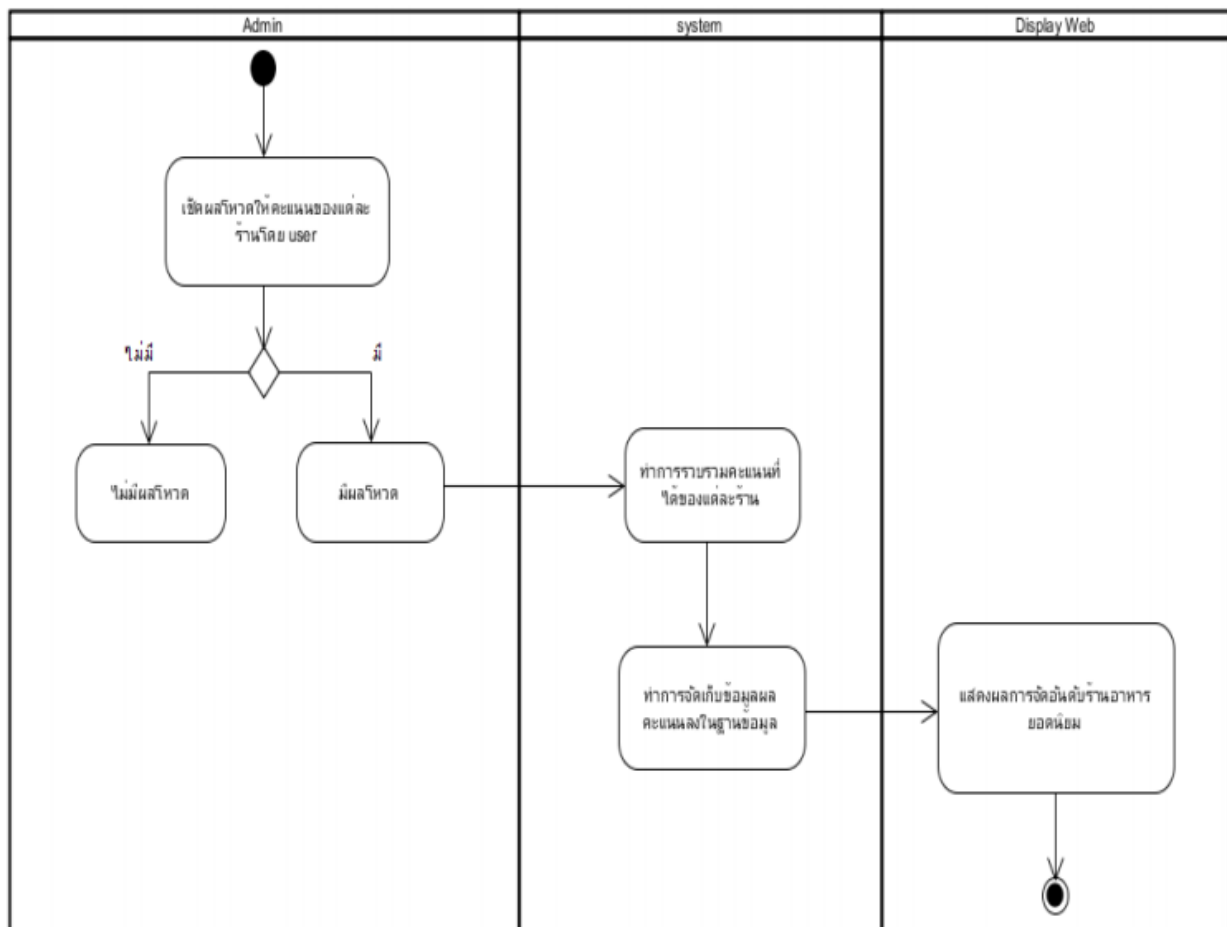 Admin
system
Display Web
เช็คผลโหวตให้คะแนนของแต่ละ
ร้านโดย user
ไม่มี
มี
ไม่มีผลโหวต
มีผลโหวต
ทำการรวบรวมคะแนนที่
ได้ของแต่ละร้าน
ทำการจัดเก็บข้อมูลผล
คะแนนลงในฐานข้อมูล
แสดงผลการจัดอันดับร้านอาหาร
ยอดนิยม